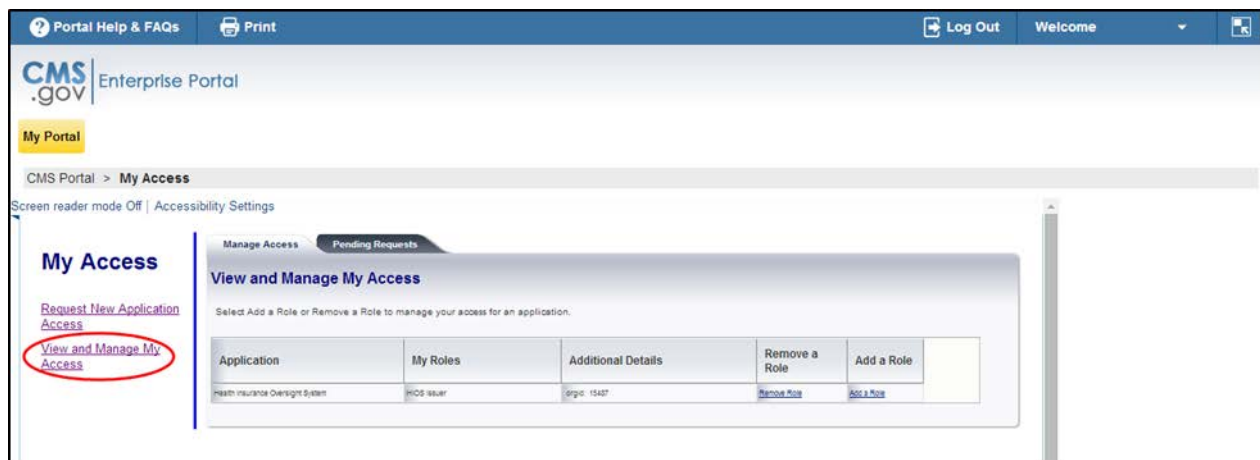 Portal Help & FAQs Print Log Out Welcome
CMS
.gov Enterprise Portal
My Portal
CMS Portal > My Access
Screen reader mode Off | Accessibility Settings
Manage Access Pending Requests
My Access
View and Manage My Access
Request New Application
Access
Select Add a Role or Remove a Role to manage your access for an application.
View and Manage My
Access
Application My Roles Additional Details Remove a
Role Add a Role
Health Insurance Oversight System HIOS Issuer orgid: 15487 Remove Role Add a Role